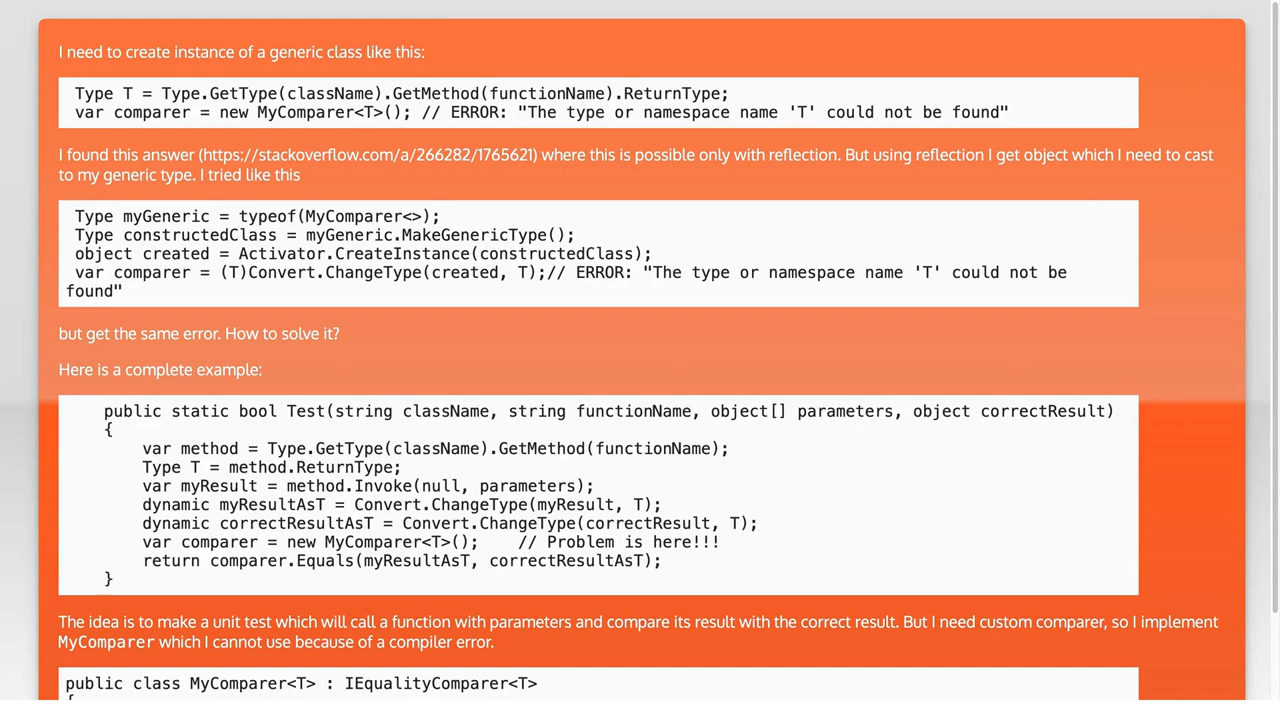 I need to create instance of a generic class like this:
Type T = Type.GetType(className).GetMethod(functionName).ReturnType;
var comparer = new MyComparer<T>(); // ERROR: "The type or namespace name 'T' could not be found"
I found this answer (https://stackoverflow.com/a/266282/1765621) where this is possible only with reflection. But using reflection I get object which I need to cast
to my generic type. I tried like this
Type myGeneric = typeof(MyComparer<>);
Type constructedClass = myGeneric.MakeGenericType();
object created = Activator.CreateInstance(constructedClass);
var comparer = (T)Convert.ChangeType(created, T);// ERROR: "The type or namespace name 'T' could not be
found"
but get the same error. How to solve it?
Here is a complete example:
public static bool Test(string className, string functionName, object[] parameters, object correctResult)
{
var method = Type.GetType(className).GetMethod(functionName);
Type T = method.ReturnType;
var myResult = method.Invoke(null, parameters);
dynamic myResultAsT = Convert.ChangeType(myResult, T);
dynamic correctResultAsT = Convert.ChangeType(correctResult, T);
var comparer = new MyComparer<T>();    // Problem is here!!!
return comparer.Equals(myResultAsT, correctResultAsT);
}
The idea is to make a unit test which will call a function with parameters and compare its result with the correct result. But I need custom comparer, so I implement
MyComparer which I cannot use because of a compiler error.
public class MyComparer<T> : IEqualityComparer<T>
{